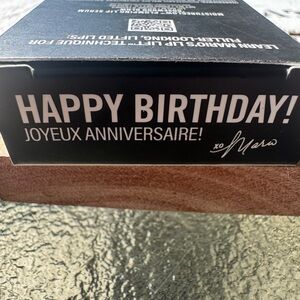 LEARN MARIO'S LIP LIFT™ TECHNIQUE FOR
FULLER-LOOKING, LIFTED LIPS:
HAPPY BIRTHDAY!
JOYEUX ANNIVERSAIRE!
xo Mario